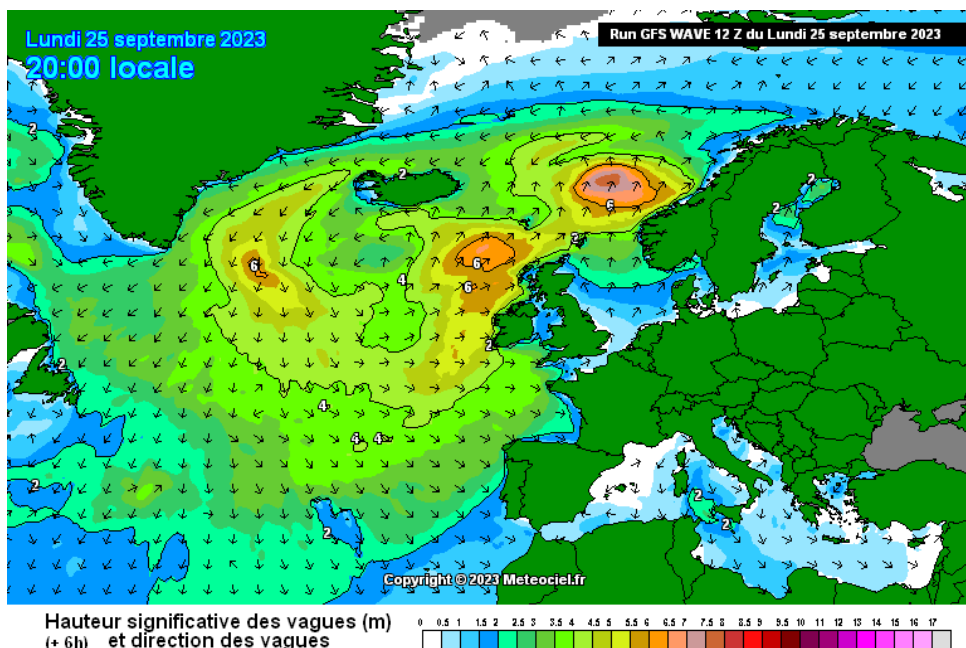 Lundi 25 septembre 2023
20:00 locale
Run GFS WAVE 12 Z du Lundi 25 septembre 2023
2
2
2
2
6
2
6
4
6
6
2
2
2
4
4
4
2
2
2
2
Copyright © 2023 Meteociel.fr
Hauteur significative des vagues (m)
(+ 6h) et direction des vagues
0 0.5 1 1.5 2 2.5 3 3.5 4 4.5 5 5.5 6 6.5 7 7.5 8 8.5 9 9.5 10 11 12 13 14 15 16 17